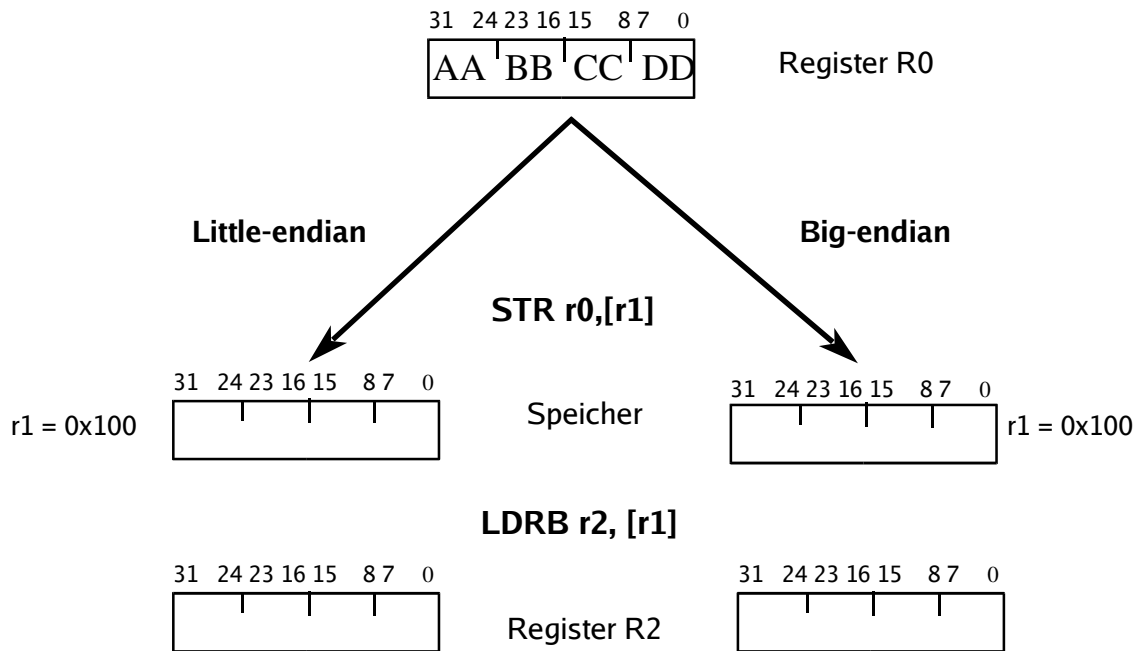 31 24 23 16 15 8 7 0
AA BB CC DD Register R0
Little-endian Big-endian
STR r0,[r1]
31 24 23 16 15 8 7 0 31 24 23 16 15 8 7 0
r1 = 0x100 Speicher r1 = 0x100
LDRB r2, [r1]
31 24 23 16 15 8 7 0 31 24 23 16 15 8 7 0
Register R2